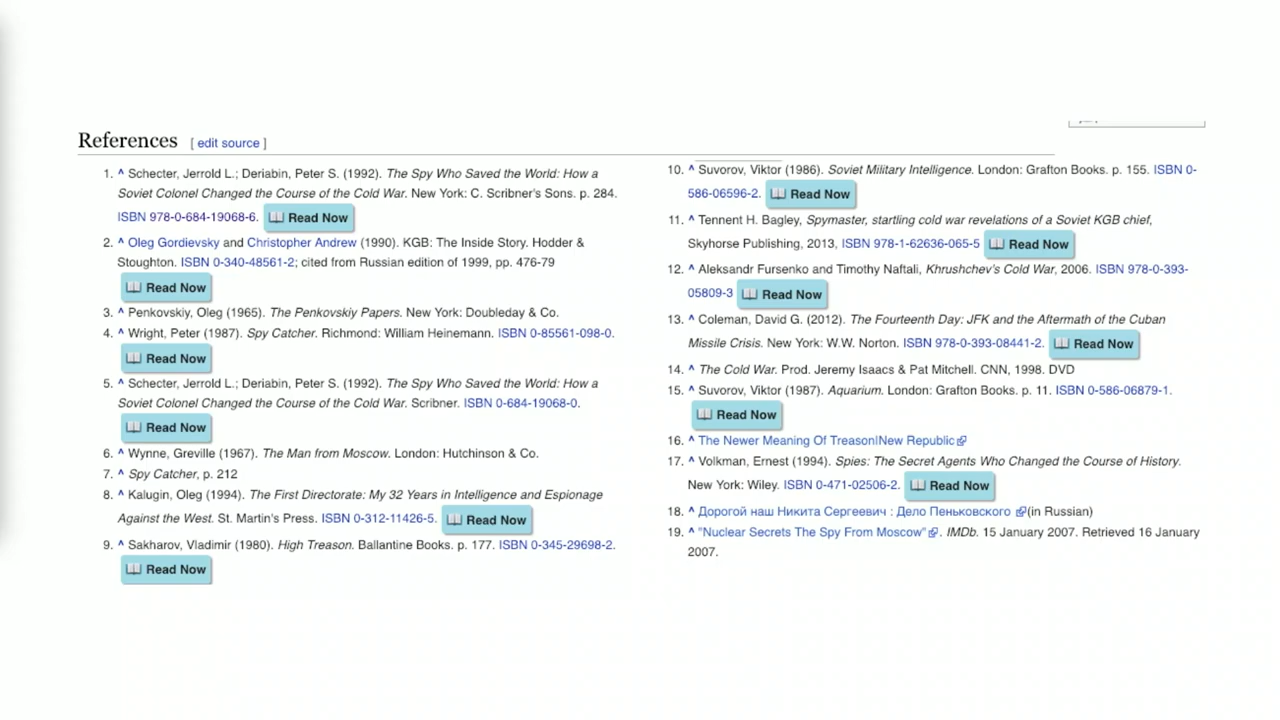 References [ edit source ]
1. ^ Schecter, Jerrold L.; Deriabin, Peter S. (1992). The Spy Who Saved the World: How a
Soviet Colonel Changed the Course of the Cold War. New York: C. Scribner's Sons. p. 284.
ISBN 978-0-684-19068-6. Read Now
2. ^ Oleg Gordievsky and Christopher Andrew (1990). KGB: The Inside Story. Hodder &
Stoughton. ISBN 0-340-48561-2; cited from Russian edition of 1999, pp. 476-79
Read Now
3. ^ Penkovskiy, Oleg (1965). The Penkovskiy Papers. New York: Doubleday & Co.
4. ^ Wright, Peter (1987). Spy Catcher. Richmond: William Heinemann. ISBN 0-85561-098-0.
Read Now
5. ^ Schecter, Jerrold L.; Deriabin, Peter S. (1992). The Spy Who Saved the World: How a
Soviet Colonel Changed the Course of the Cold War. Scribner. ISBN 0-684-19068-0.
Read Now
6. ^ Wynne, Greville (1967). The Man from Moscow. London: Hutchinson & Co.
7. ^ Spy Catcher, p. 212
8. ^ Kalugin, Oleg (1994). The First Directorate: My 32 Years in Intelligence and Espionage
Against the West. St. Martin's Press. ISBN 0-312-11426-5. Read Now
9. ^ Sakharov, Vladimir (1980). High Treason. Ballantine Books. p. 177. ISBN 0-345-29698-2.
Read Now
10. ^ Suvorov, Viktor (1986). Soviet Military Intelligence. London: Grafton Books. p. 155. ISBN 0-
586-06596-2. Read Now
11. ^ Tennent H. Bagley, Spymaster, startling cold war revelations of a Soviet KGB chief,
Skyhorse Publishing, 2013, ISBN 978-1-62636-065-5 Read Now
12. ^ Aleksandr Fursenko and Timothy Naftali, Khrushchev's Cold War, 2006. ISBN 978-0-393-
05809-3 Read Now
13. ^ Coleman, David G. (2012). The Fourteenth Day: JFK and the Aftermath of the Cuban
Missile Crisis. New York: W.W. Norton. ISBN 978-0-393-08441-2. Read Now
14. ^ The Cold War. Prod. Jeremy Isaacs & Pat Mitchell. CNN, 1998. DVD
15. ^ Suvorov, Viktor (1987). Aquarium. London: Grafton Books. p. 11. ISBN 0-586-06879-1.
Read Now
16. ^ The Newer Meaning Of Treason|New Republic
17. ^ Volkman, Ernest (1994). Spies: The Secret Agents Who Changed the Course of History.
New York: Wiley. ISBN 0-471-02506-2. Read Now
18. ^ Дорогой наш Никита Сергеевич : Дело Пеньковского (in Russian)
19. ^ "Nuclear Secrets The Spy From Moscow". IMDb. 15 January 2007. Retrieved 16 January
2007.